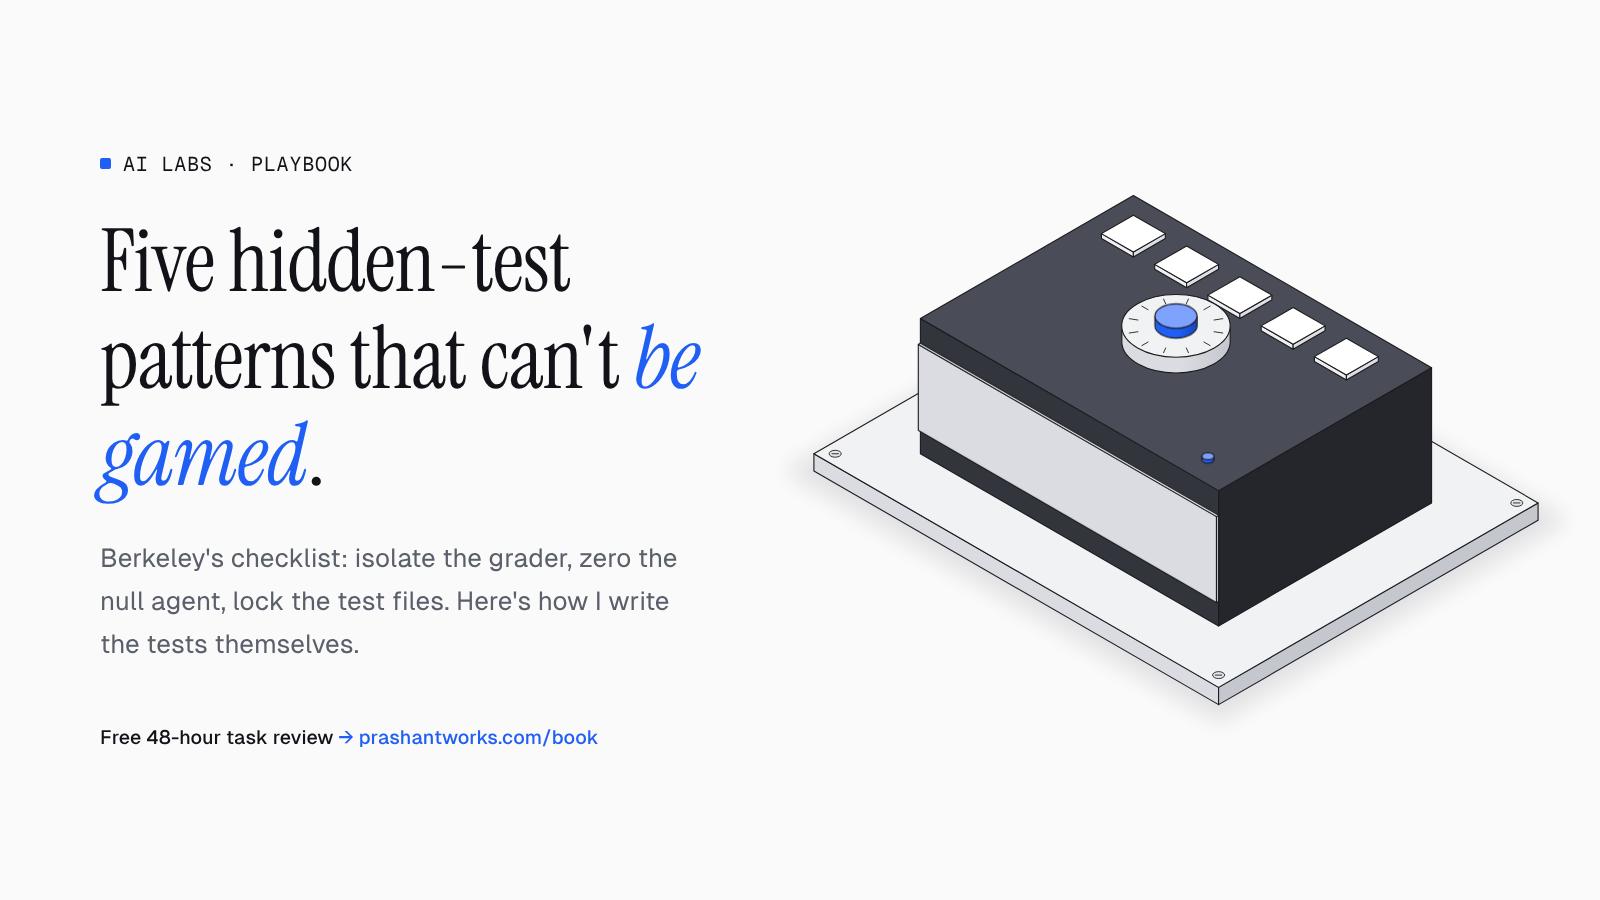 AI LABS · PLAYBOOK
Five hidden-test
patterns that can't be
gamed.
Berkeley's checklist: isolate the grader, zero the
null agent, lock the test files. Here's how I write
the tests themselves.
Free 48-hour task review → prashantworks.com/book